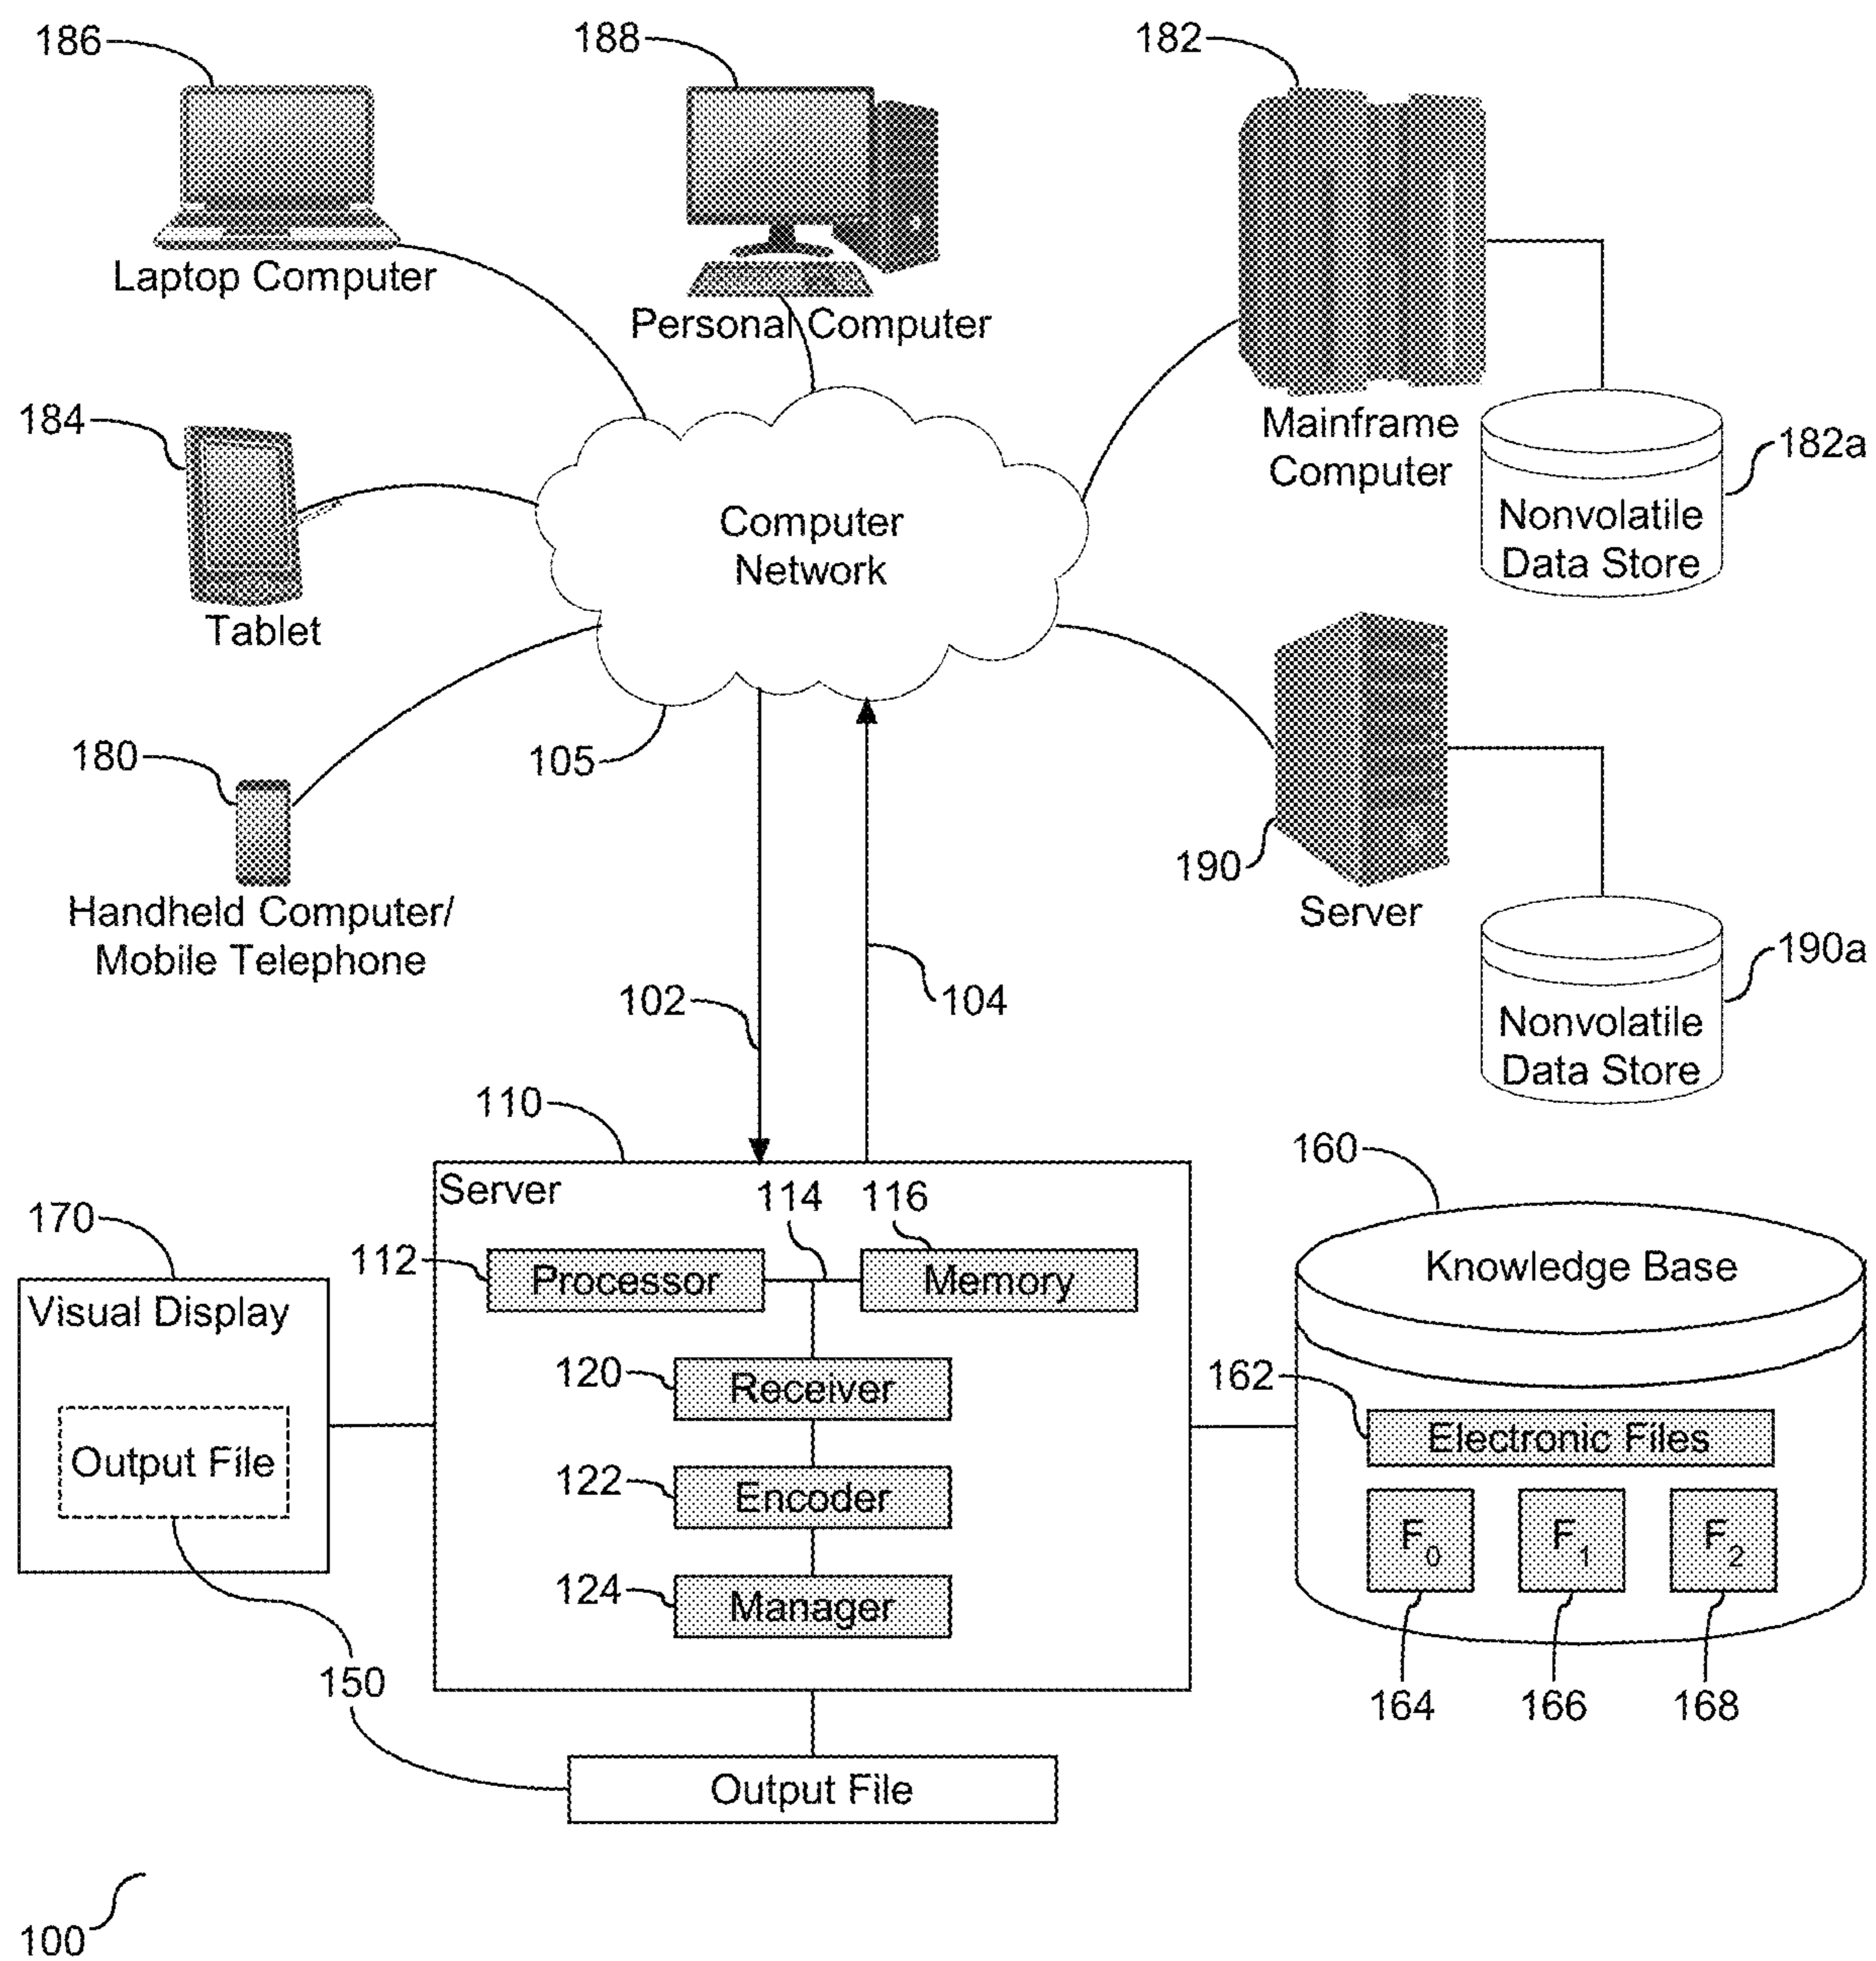 186
188
182
Laptop Computer
Personal Computer
Mainframe
Computer
184
182a
Nonvolatile
Data Store
Computer
Network
Tablet
180
105
190
Handheld Computer/
Mobile Telephone
Server
190a
102
104
Nonvolatile
Data Store
110
160
Server
114
116
170
112
Processor
Memory
Knowledge Base
Visual Display
120
Receiver
162
Electronic Files
Output File
122
Encoder
F0
F1
F2
124
Manager
150
164
166
168
Output File
100